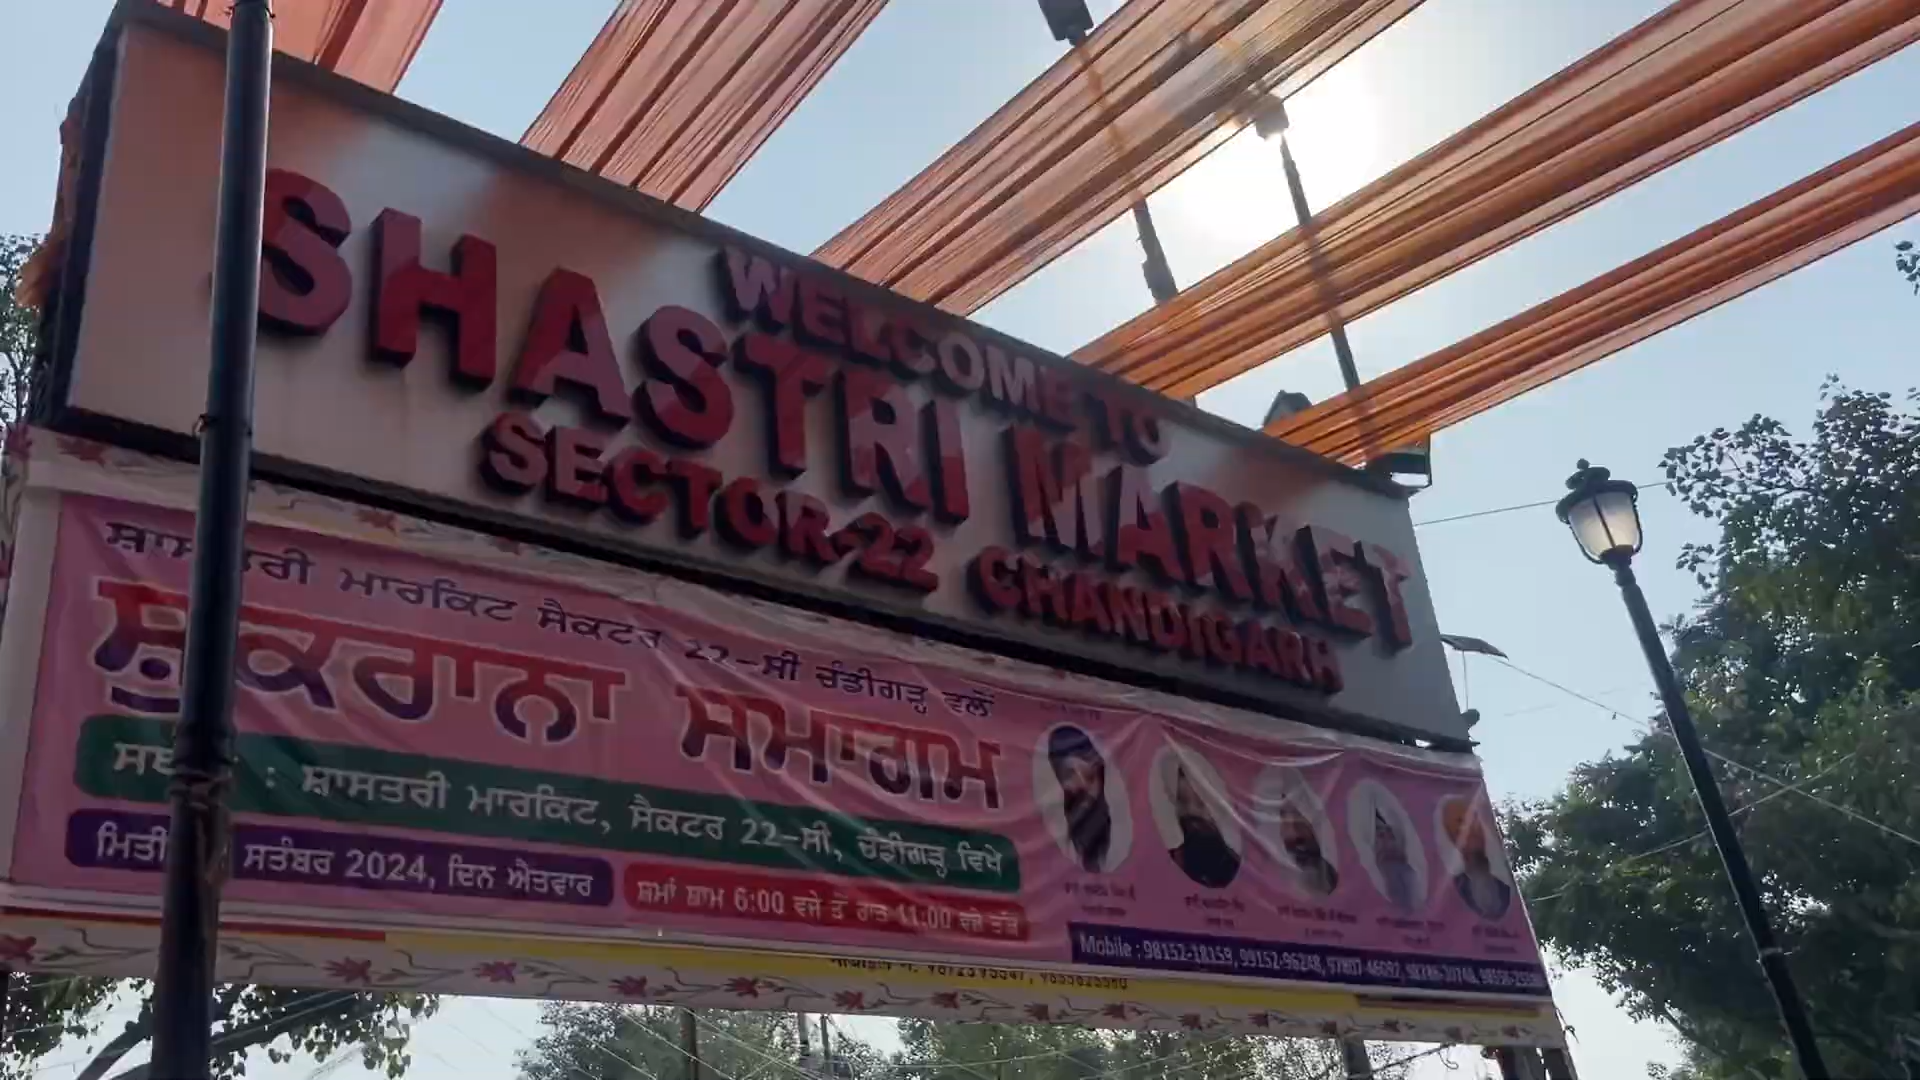 WELCOME TO
SHASTRI MARKET
SECTOR-22 CHANDIGARH
ਸ਼ਾਸਤਰੀ ਮਾਰਕਿਟ ਸੈਕਟਰ 22-ਸੀ ਚੰਡੀਗੜ੍ਹ ਵਲੋਂ
ਸ਼ੁਕਰਾਨਾ ਸਮਾਗਮ
: ਸ਼ਾਸਤਰੀ ਮਾਰਕਿਟ, ਸੈਕਟਰ 22-ਸੀ, ਚੰਡੀਗੜ੍ਹ ਵਿਖੇ
ਸਤੰਬਰ 2024, ਦਿਨ ਐਤਵਾਰ
ਸ਼ਮਾਂ ਸ਼ਾਮ 6:00 ਵਜੇ ਤੋਂ ਰਾਤ 11:00 ਵਜੇ ਤੱਕ
Mobile : 98152-18159, 99152-96248,